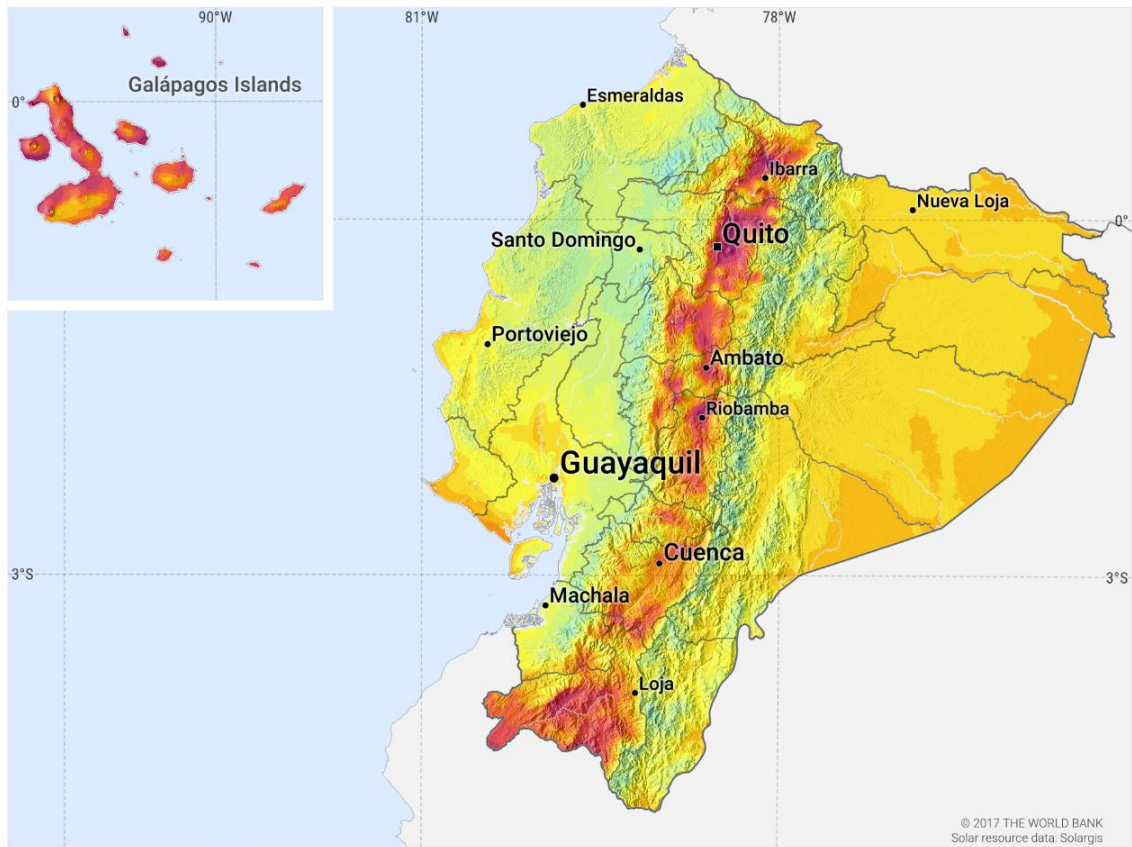 90°W
81°W
78°W
Galápagos Islands
0°
Esmeraldas
Ibarra
Nueva Loja
0°
Quito
Santo Domingo
Portoviejo
Ambato
Riobamba
Guayaquil
Cuenca
3°S
3°S
Machala
Loja
© 2017 THE WORLD BANK
Solar resource data: Solargis